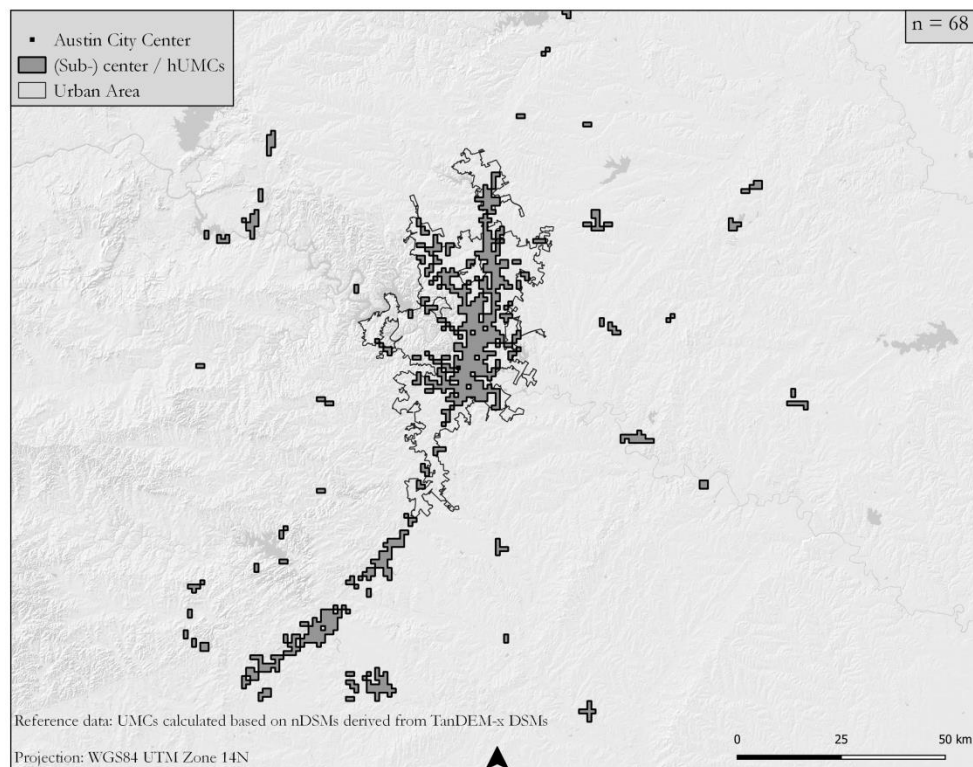 n = 68
Austin City Center
(Sub-) center / hUMCs
Urban Area
Reference data: UMCs calculated based on nDSMs derived from TanDEM-x DSMs
Projection: WGS84 UTM Zone 14N
0 25 50 km